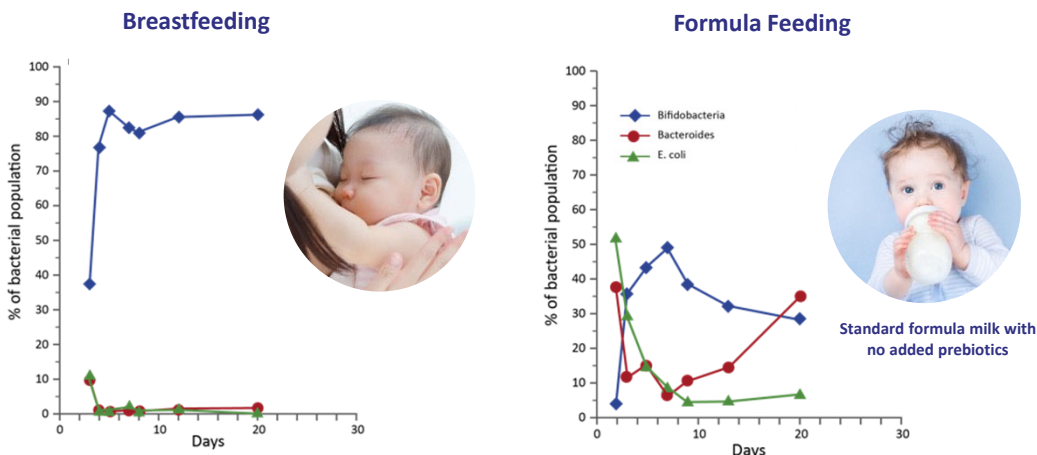 Breastfeeding
% of bacterial population
100
90
80
70
60
50
40
30
20
10
0
0
10
20
30
Days
Formula Feeding
% of bacterial population
100
90
80
70
60
50
40
30
20
10
0
0
10
20
30
Days
Bifidobacteria
Bacteroides
E. coli
Standard formula milk with
no added prebiotics